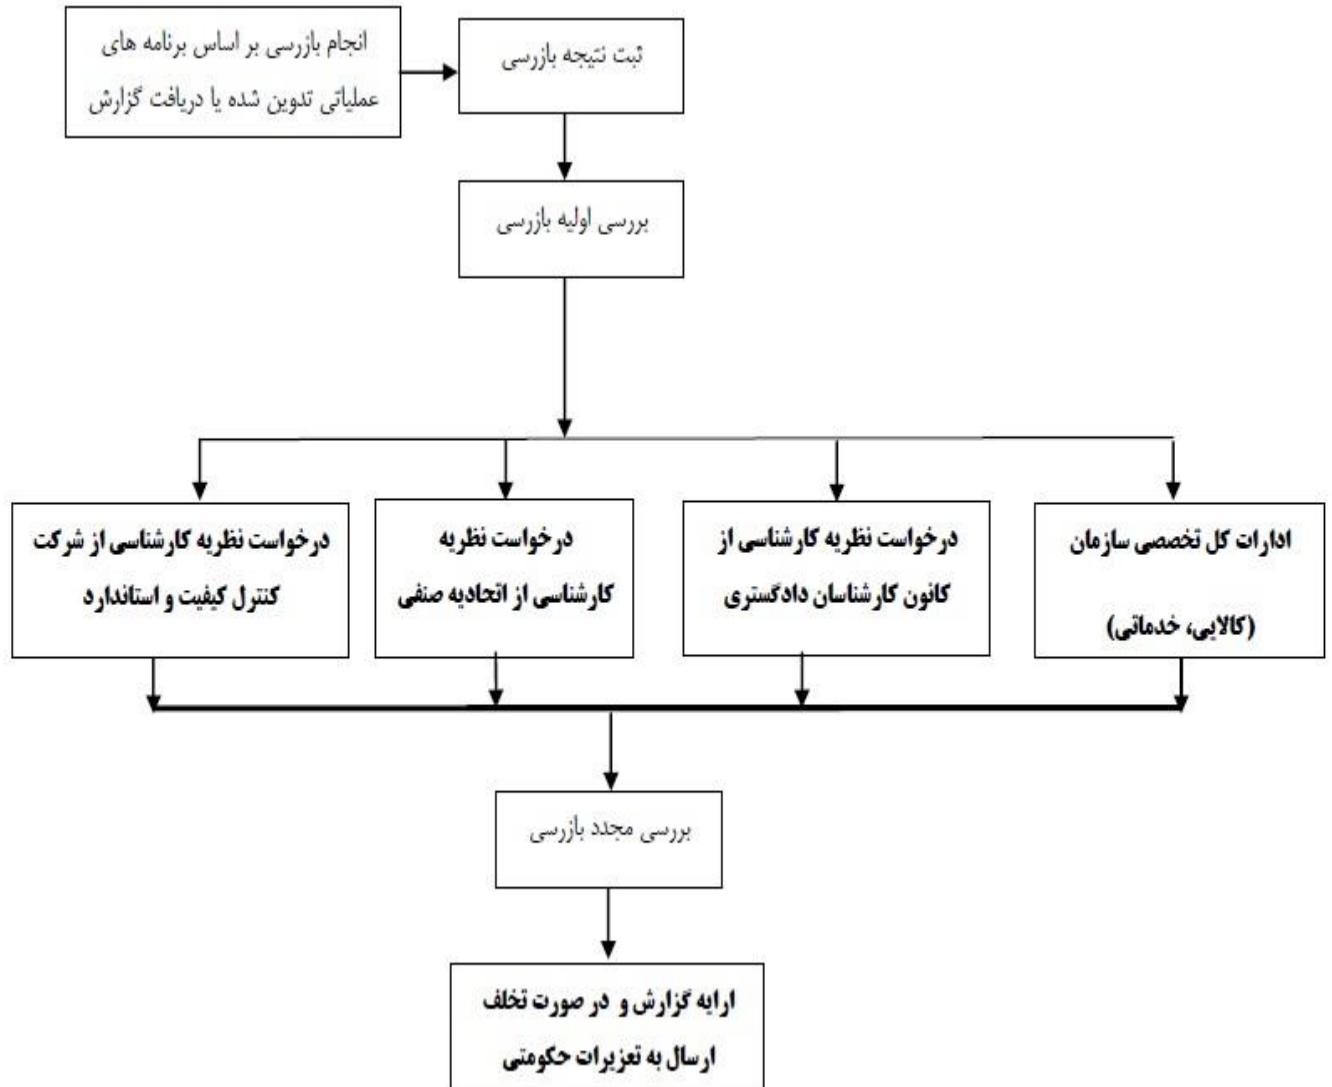 انجام بازرسی بر اساس برنامه های
عملیاتی تدوین شده یا دریافت گزارش
ثبت نتیجه بازرسی
بررسی اولیه بازرسی
ادارات کل تخصصی سازمان
(کالایی، خدماتی)
درخواست نظریه کارشناسی از
کانون کارشناسان دادگستری
درخواست نظریه
کارشناسی از اتحادیه صنفی
درخواست نظریه کارشناسی از شرکت
کنترل کیفیت و استاندارد
بررسی مجدد بازرسی
ارایه گزارش و در صورت تخلف
ارسال به تعزیرات حکومتی